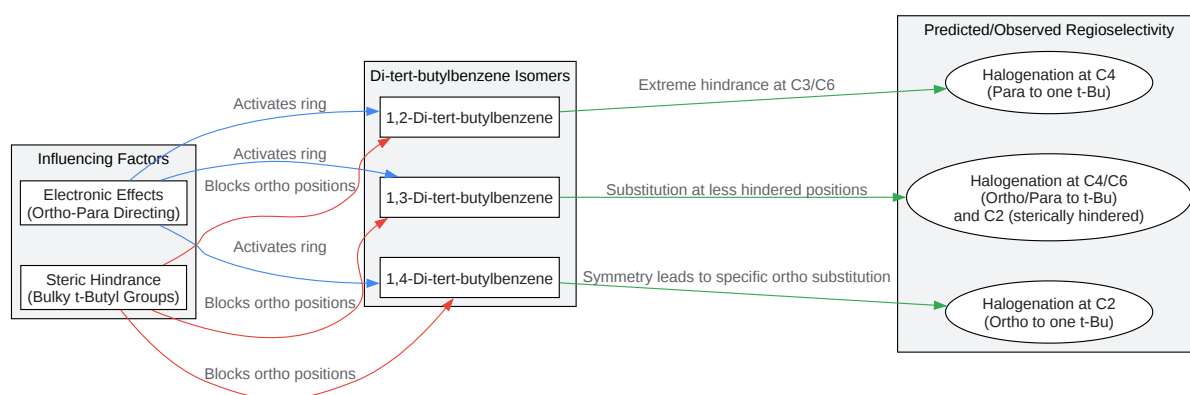 Influencing Factors
Electronic Effects
(Ortho-Para Directing)
Steric Hindrance
(Bulky t-Butyl Groups)
Activates ring
Activates ring
Blocks ortho positions
Activates ring
Blocks ortho positions
Blocks ortho positions
Di-tert-butylbenzene Isomers
1,2-Di-tert-butylbenzene
1,3-Di-tert-butylbenzene
1,4-Di-tert-butylbenzene
Extreme hindrance at C3/C6
Substitution at less hindered positions
Symmetry leads to specific ortho substitution
Predicted/Observed Regioselectivity
Halogenation at C4
(Para to one t-Bu)
Halogenation at C4/C6
(Ortho/Para to t-Bu)
and C2 (sterically hindered)
Halogenation at C2
(Ortho to one t-Bu)